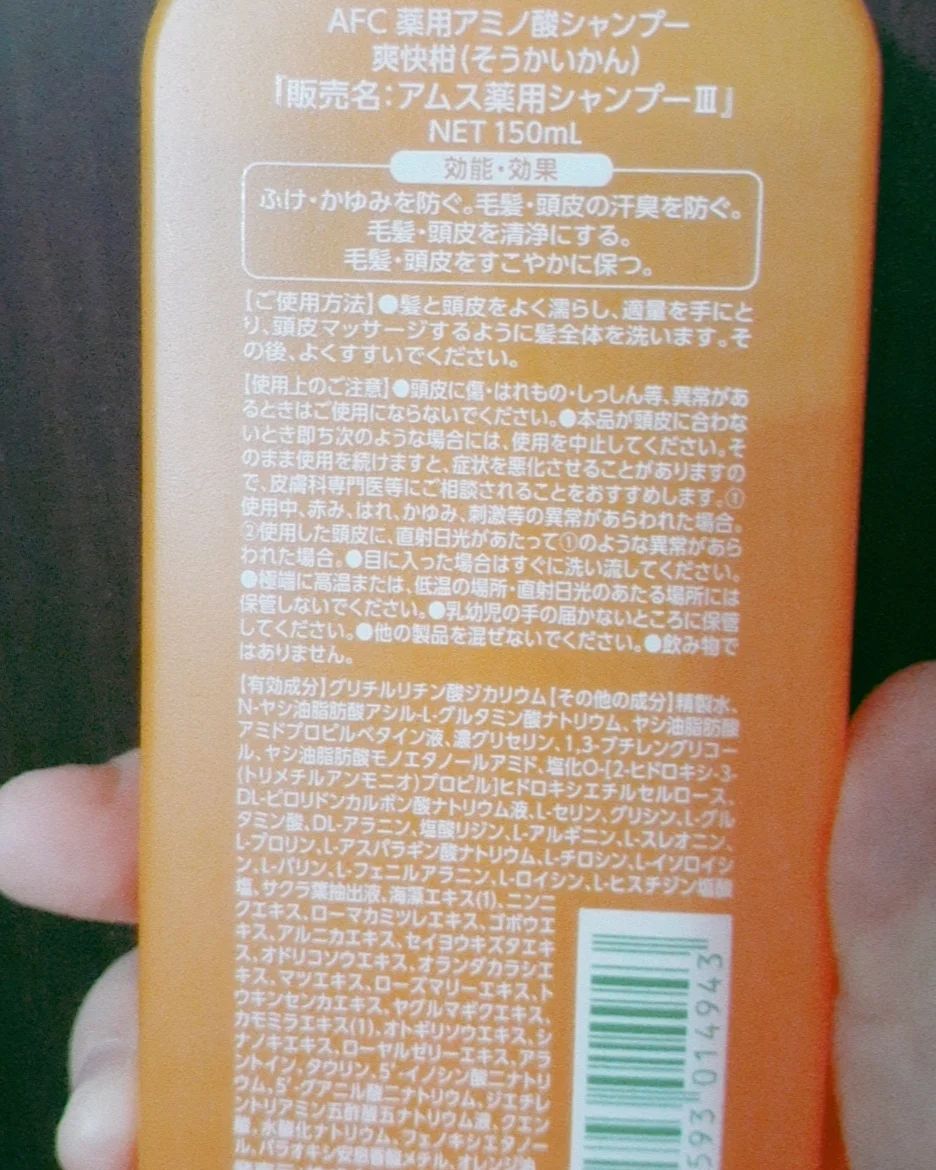 AFC 薬用アミノ酸シャンプー
爽快柑(そうかいかん)
『販売名:アムス薬用シャンプーⅢ』
NET 150mL
効能・効果
ふけ・かゆみを防ぐ。毛髪・頭皮の汗臭を防ぐ。
毛髪・頭皮を清浄にする。
毛髪・頭皮をすこやかに保つ。
【ご使用方法】●髪と頭皮をよく濡らし、適量を手にと
り、頭皮マッサージするように髪全体を洗います。そ
の後、よくすすいでください。
【使用上のご注意】●頭皮に傷・はれもの・しっしん等、異常があ
るときはご使用にならないでください。●本品が頭皮に合わな
いとき即ち次のような場合には、使用を中止してください。そ
のまま使用を続けますと、症状を悪化させることがありますの
で、皮膚科専門医等にご相談されることをおすすめします。①
使用中、赤み、はれ、かゆみ、刺激等の異常があらわれた場合。
②使用した頭皮に、直射日光があたって①のような異常があら
われた場合。●目に入った場合はすぐに洗い流してください。
●極端に高温または、低温の場所・直射日光のあたる場所には
保管しないでください。●乳幼児の手の届かないところに保管
してください。●他の製品を混ぜないでください。●飲み物で
はありません。
【有効成分】グリチルリチン酸ジカリウム【その他の成分】精製水、
N-ヤシ油脂肪酸アシル-L-グルタミン酸ナトリウム、ヤシ油脂肪酸
アミドプロピルベタイン液、濃グリセリン、1,3-ブチレングリコー
ル、ヤシ油脂肪酸モノエタノールアミド、塩化O-[2-ヒドロキシ-3-
(トリメチルアンモニオ)プロピル]ヒドロキシエチルセルロース、
DL-ピロリドンカルボン酸ナトリウム液、L-セリン、グリシン、L-グル
タミン酸、DL-アラニン、塩酸リジン、L-アルギニン、L-スレオニン、
L-プロリン、L-アスパラギン酸ナトリウム、L-チロシン、L-イソロイシ
ン、L-バリン、L-フェニルアラニン、L-ロイシン、L-ヒスチジン塩酸
塩、サクラ葉抽出液、海藻エキス(1)、ニンニ
クエキス、ローマカミツレエキス、ゴボウエ
キス、アルニカエキス、セイヨウキズタエキ
ス、オドリコソウエキス、オランダカラシエ
キス、マツエキス、ローズマリーエキス、ト
ウキンセンカエキス、ヤグルマギクエキス、
カモミラエキス(1)、オトギリソウエキス、シ
ナノキエキス、ローヤルゼリーエキス、アラ
ントイン、タウリン、5'-イノシン酸二ナトリ
ウム、5'-グアニル酸二ナトリウム、ジエチレ
ントリアミン五酢酸五ナトリウム液、クエン
酸、水酸化ナトリウム、フェノキシエタノー
ル、パラオキシ安息香酸メチル、オレンジ油
593 014943